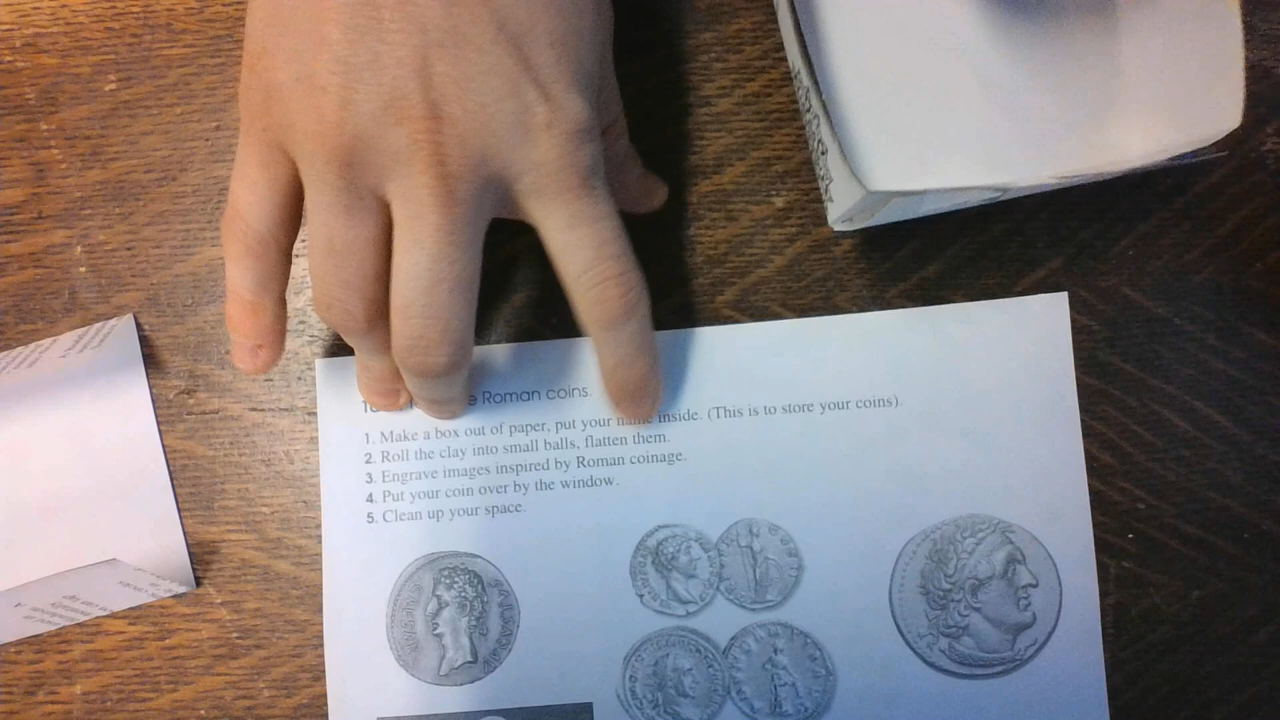 Roman coins.
1. Make a box out of paper, put your name inside. (This is to store your coins).
2. Roll the clay into small balls, flatten them.
3. Engrave images inspired by Roman coinage.
4. Put your coin over by the window.
5. Clean up your space.